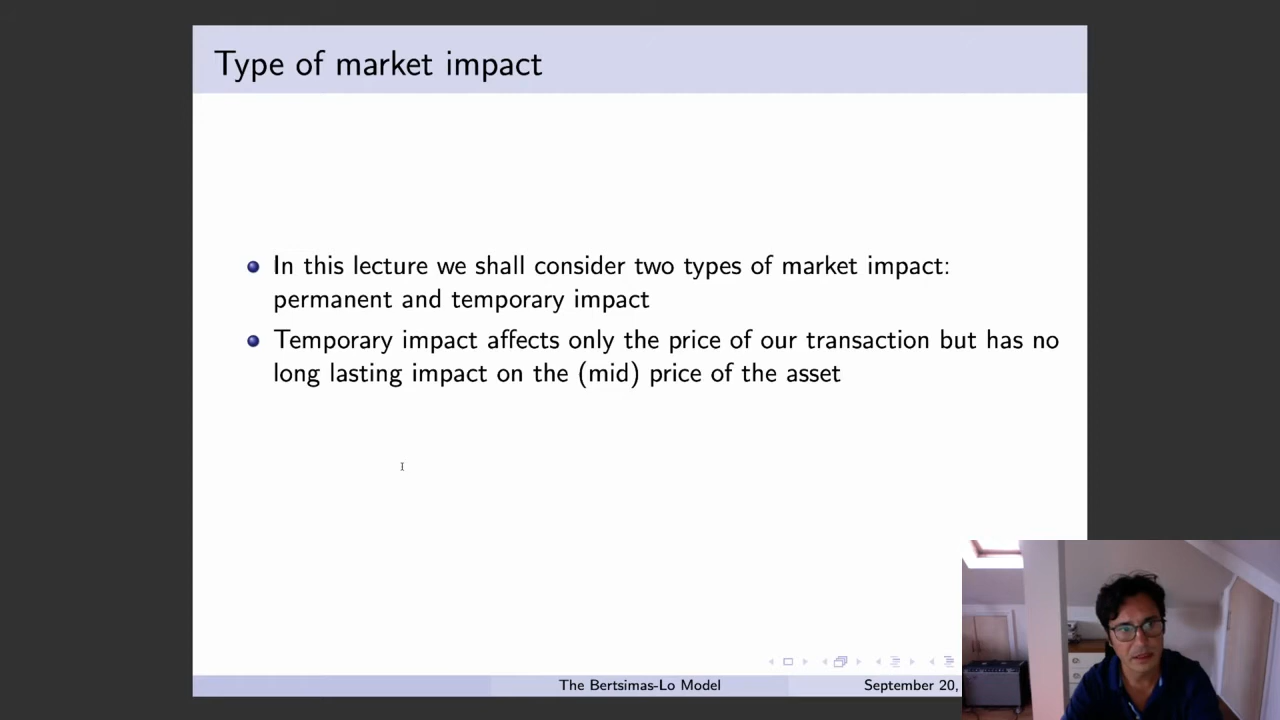 Type of market impact
In this lecture we shall consider two types of market impact:
permanent and temporary impact
Temporary impact affects only the price of our transaction but has no
long lasting impact on the (mid) price of the asset
The Bertsimas-Lo Model
September 20,